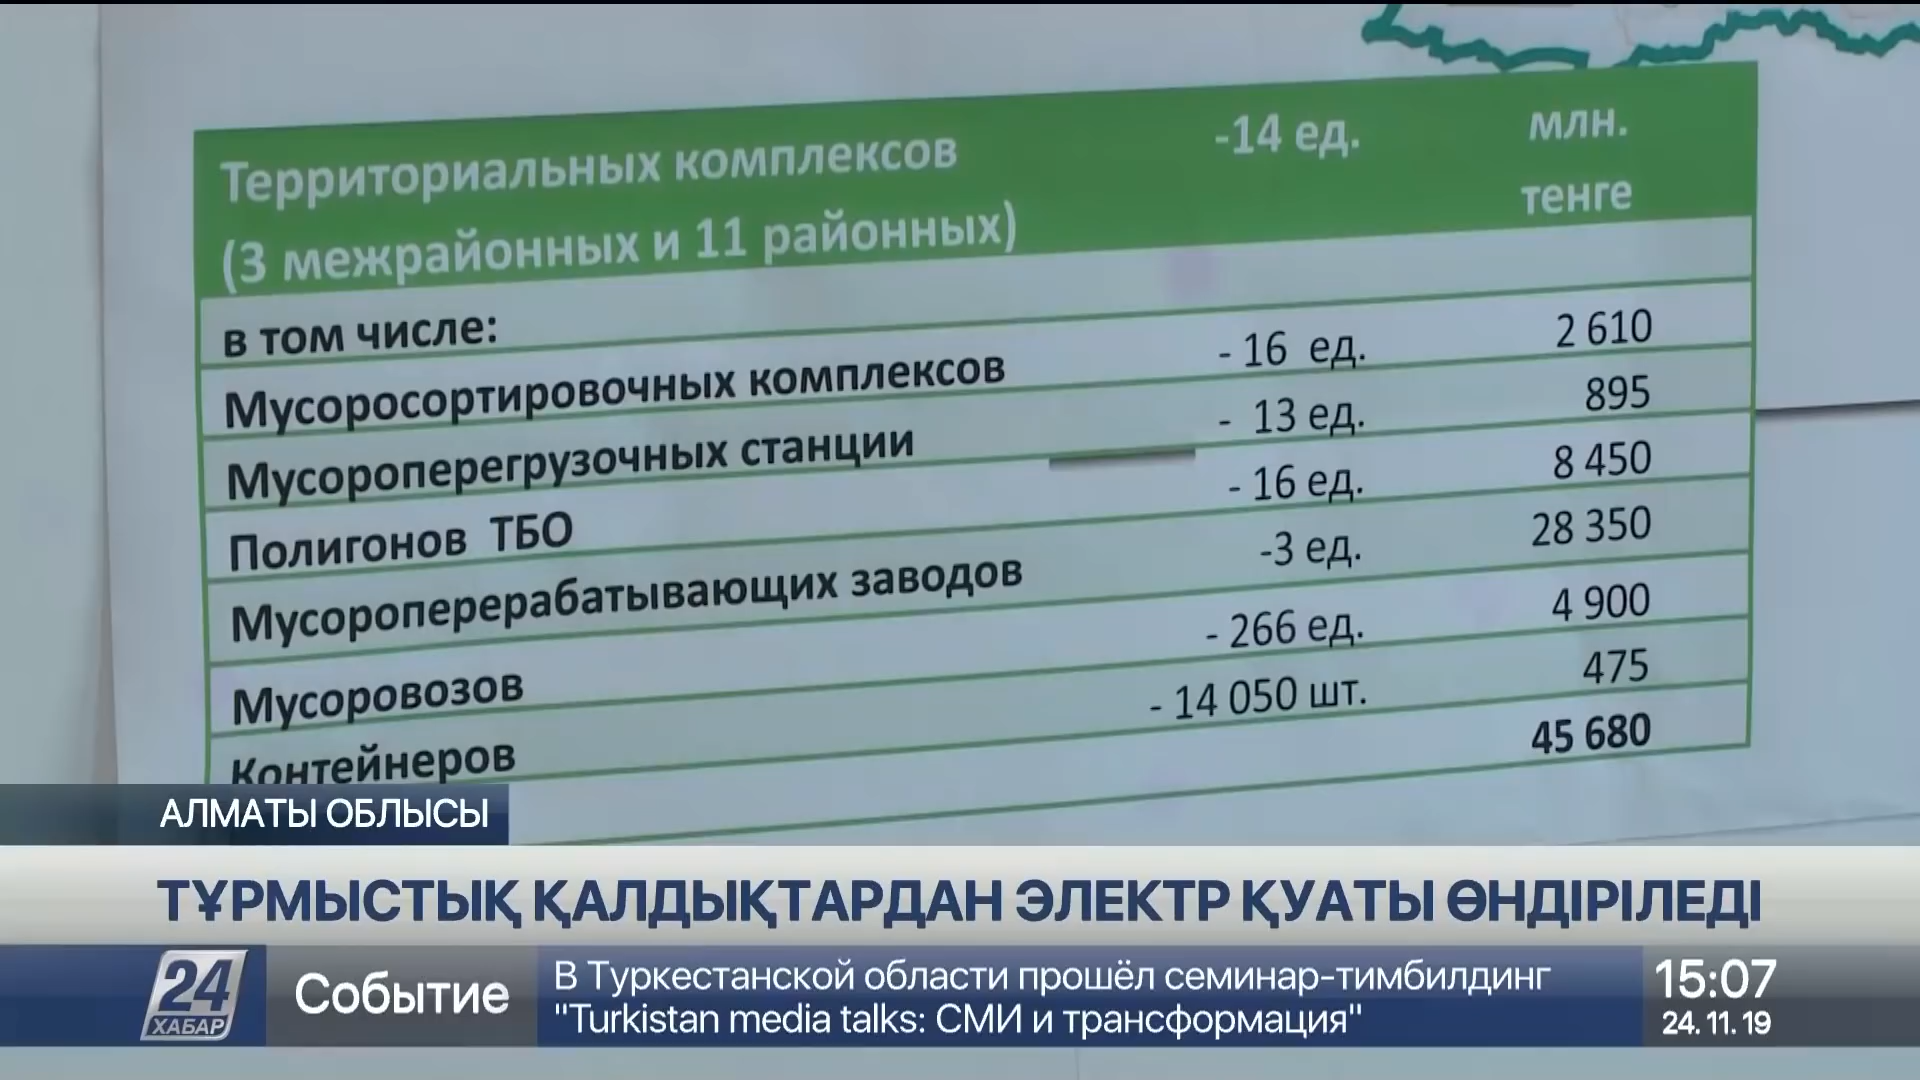 Территориальных комплексов -14 ед. млн.
(3 межрайонных и 11 районных) тенге
в том числе:
Мусоросортировочных комплексов - 16 ед. 2 610
Мусороперегрузочных станции - 13 ед. 895
Полигонов ТБО - 16 ед. 8 450
Мусороперерабатывающих заводов -3 ед. 28 350
Мусоровозов - 266 ед. 4 900
Контейнеров - 14 050 шт. 475
45 680
АЛМАТЫ ОБЛЫСЫ
ТҰРМЫСТЫҚ ҚАЛДЫҚТАРДАН ЭЛЕКТР ҚУАТЫ ӨНДІРІЛЕДІ
24
ХАБАР
Событие
В Туркестанской области прошёл семинар-тимбилдинг
"Turkistan media talks: СМИ и трансформация"
15:07
24. 11. 19